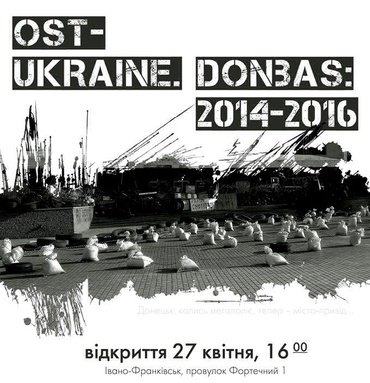 OST-
UKRAINE. DONBAS:
2014-2016
Донецьк: колись мегаполіс, тепер – місто-привид...
відкриття 27 квітня, 16 00
Івано-Франківськ, провулок Фортечний 1